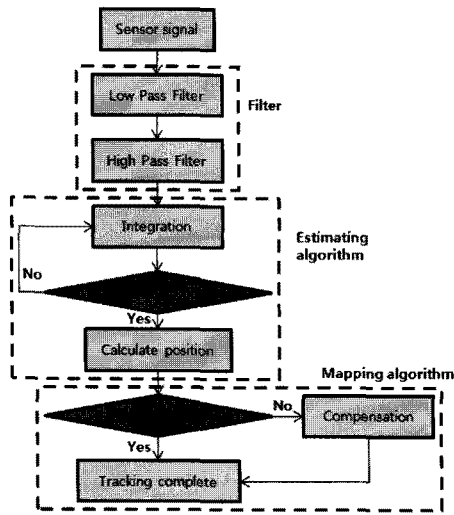 Sensor signal
Low Pass Filter
Filter
High Pass Filter
Integration
Estimating
algorithm
No
Yes
Calculate position
Mapping algorithm
No
Compensation
Yes
Tracking complete